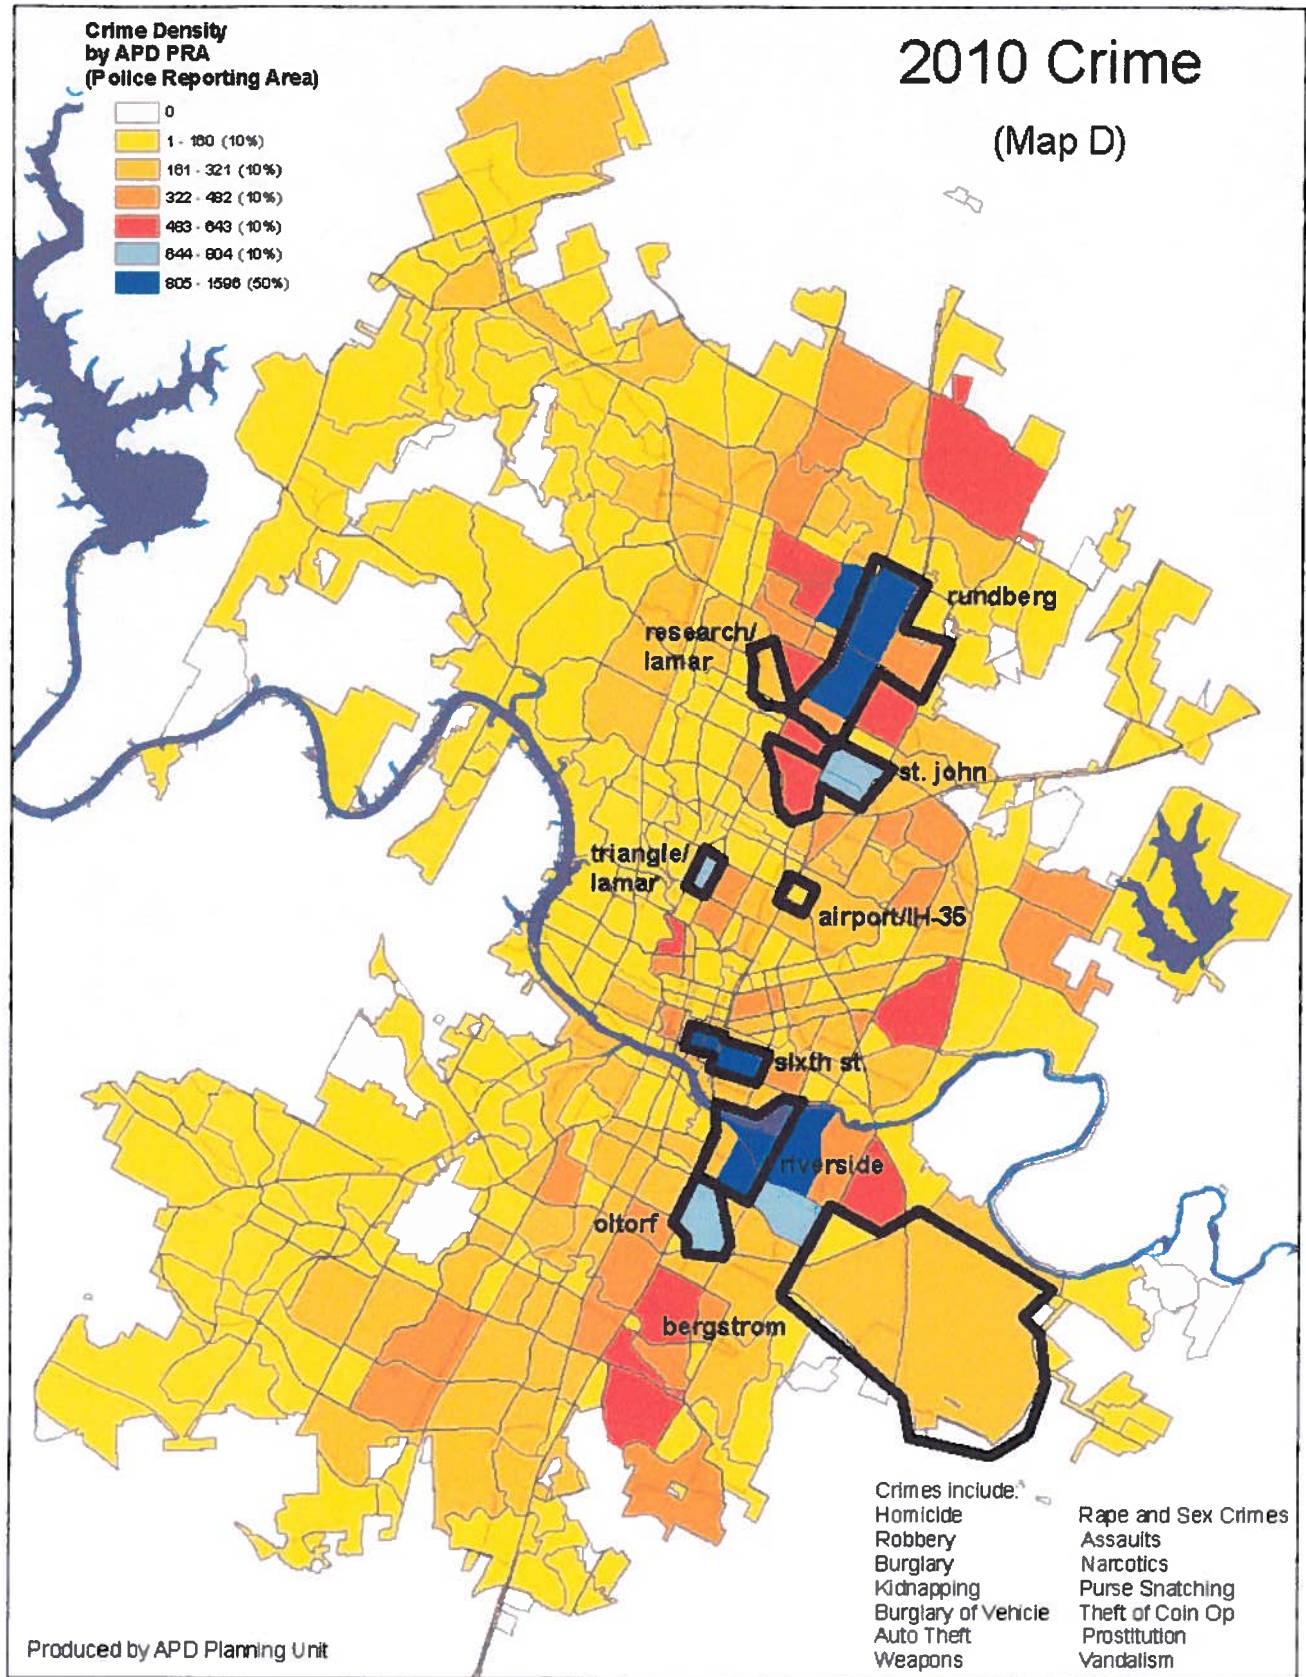 Crime Density
by APD PRA
(Police Reporting Area)
0
1 - 160 (10%)
161 - 321 (10%)
322 - 482 (10%)
483 - 643 (10%)
644 - 804 (10%)
805 - 1596 (50%)
2010 Crime
(Map D)
rundberg
research/
lamar
st. john
triangle/
lamar
airport/IH-35
sixth st.
riverside
oltorf
bergstrom
Crimes include:
Homicide
Robbery
Burglary
Kidnapping
Burglary of Vehicle
Auto Theft
Weapons
Rape and Sex Crimes
Assaults
Narcotics
Purse Snatching
Theft of Coin Op
Prostitution
Vandalism
Produced by APD Planning Unit